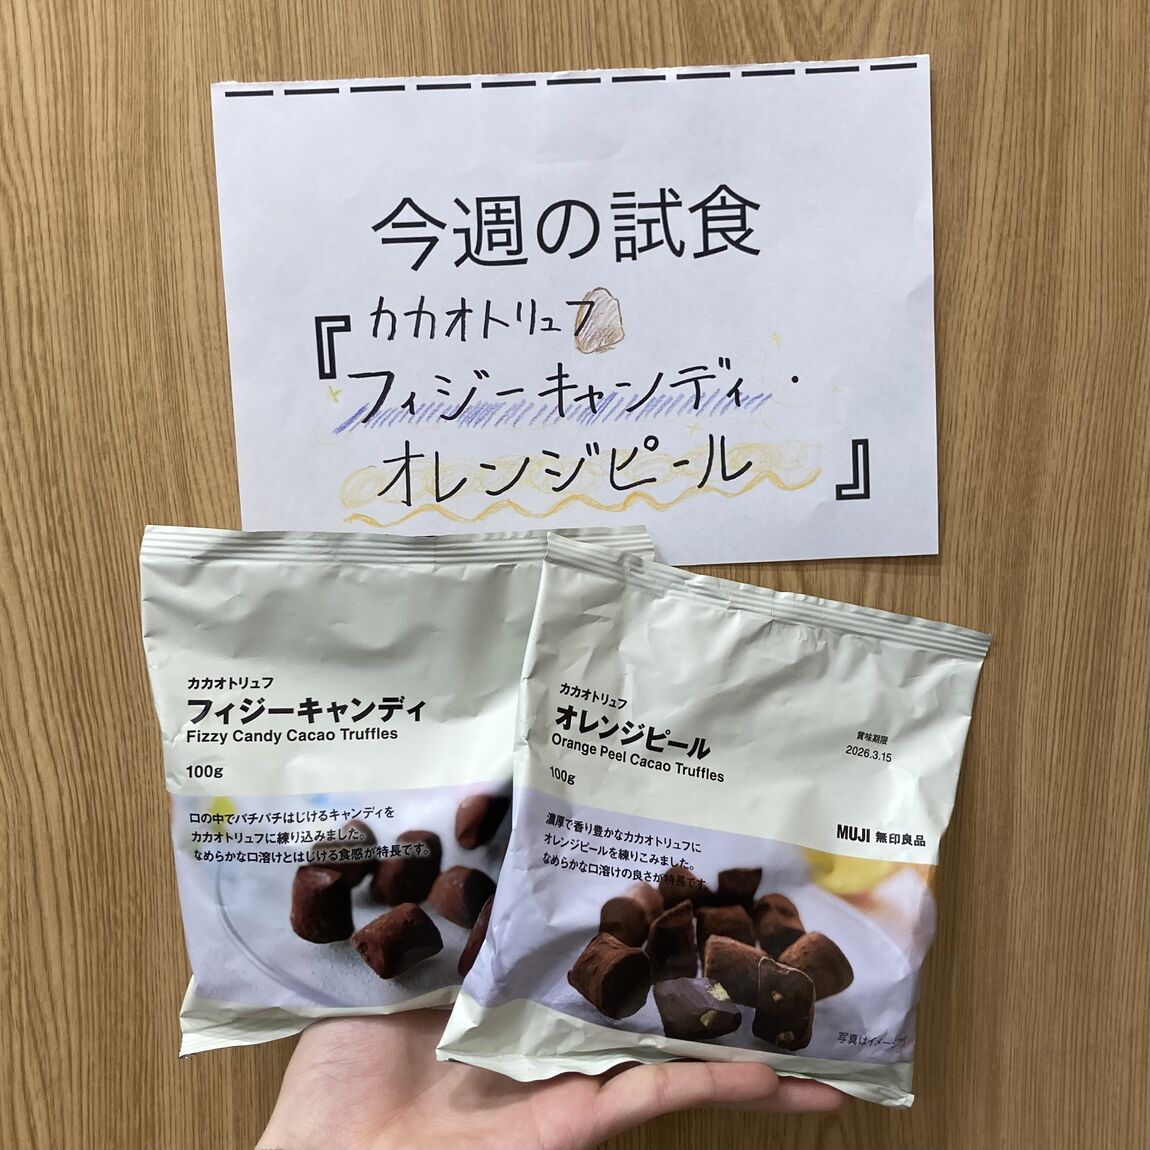 今週の試食
『カカオトリュフ
フィジーキャンディ・
オレンジピール』
カカオトリュフ
フィジーキャンディ
Fizzy Candy Cacao Truffles
100g
口の中でパチパチはじけるキャンディを
カカオトリュフに練り込みました。
なめらかな口溶けとはじける食感が特長です。
カカオトリュフ
オレンジピール
Orange Peel Cacao Truffles
100g
賞味期限
2026.3.15
MUJI 無印良品
濃厚で香り豊かなカカオトリュフに
オレンジピールを練りこみました。
なめらかな口溶けの良さが特長です
写真はイメージ